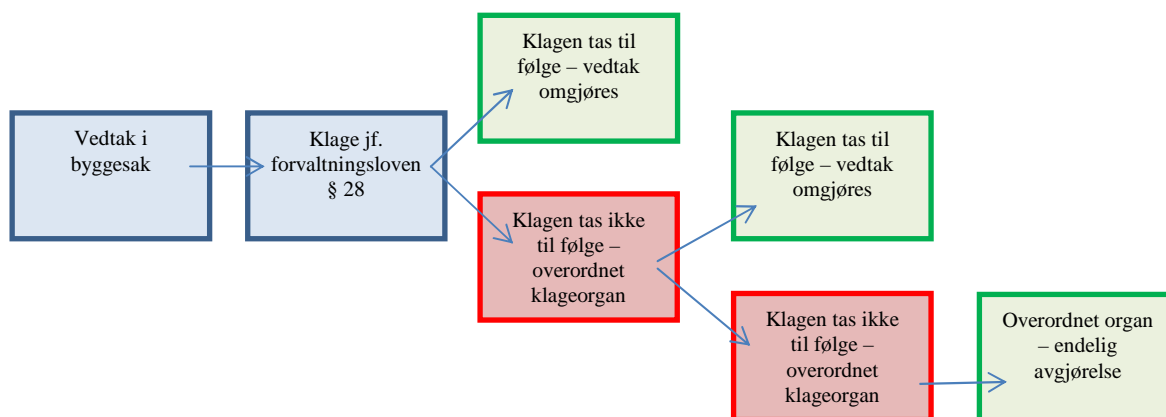 Vedtak i
byggesak
Klage jf.
forvaltningsloven
§ 28
Klagen tas til
følge – vedtak
omgjøres
Klagen tas ikke
til følge –
overordnet
klageorgan
Klagen tas til
følge – vedtak
omgjøres
Klagen tas ikke
til følge –
overordnet
klageorgan
Overordnet organ
– endelig
avgjørelse